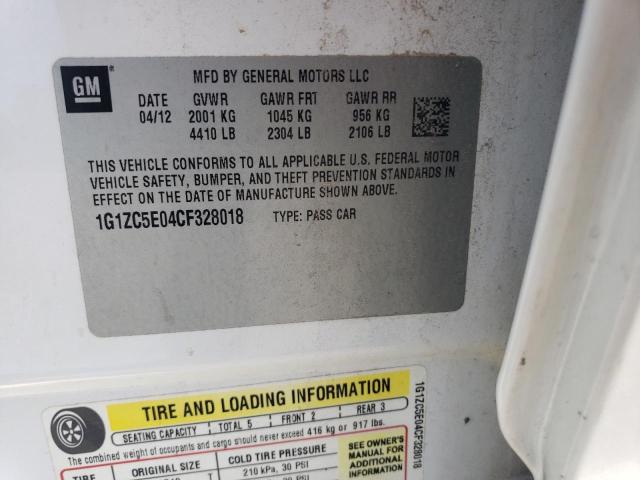 GM
MFD BY GENERAL MOTORS LLC
DATE GVWR GAWR FRT GAWR RR
04/12 2001 KG 1045 KG 956 KG
4410 LB 2304 LB 2106 LB
THIS VEHICLE CONFORMS TO ALL APPLICABLE U.S. FEDERAL MOTOR
VEHICLE SAFETY, BUMPER, AND THEFT PREVENTION STANDARDS IN
EFFECT ON THE DATE OF MANUFACTURE SHOWN ABOVE.
1G1ZC5E04CF328018 TYPE: PASS CAR
TIRE AND LOADING INFORMATION
SEATING CAPACITY TOTAL 5 FRONT 2 REAR 3
The combined weight of occupants and cargo should never exceed 416 kg or 917 lbs.
TIRE ORIGINAL SIZE COLD TIRE PRESSURE
210 kPa, 30 PSI
SEE OWNER'S
MANUAL FOR
ADDITIONAL
INFORMATION
1G1ZC5E04CF328018